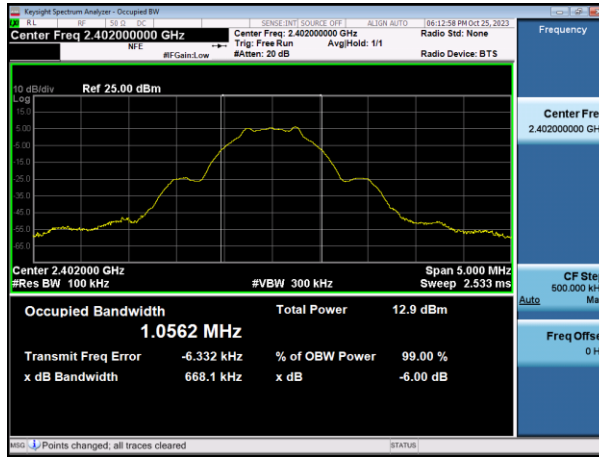 Keysight Spectrum Analyzer - Occupied BW
RL RF 50 Ω DC SENSE:INT SOURCE OFF ALIGN AUTO 06:12:58 PM Oct 25, 2023
Center Freq 2.402000000 GHz
NFE
#IFGain:Low
Center Freq: 2.402000000 GHz
Trig: Free Run Avg|Hold: 1/1
#Atten: 20 dB
Radio Std: None
Radio Device: BTS
10 dB/div Ref 25.00 dBm
Log
15.0
5.00
-5.00
-15.0
-25.0
-35.0
-45.0
-55.0
-65.0
Center 2.402000 GHz Span 5.000 MHz
#Res BW 100 kHz #VBW 300 kHz Sweep 2.533 ms
Occupied Bandwidth Total Power 12.9 dBm
1.0562 MHz
Transmit Freq Error -6.332 kHz % of OBW Power 99.00 %
x dB Bandwidth 668.1 kHz x dB -6.00 dB
Frequency
Center Fre
2.402000000 GH
CF Ste
500.000 kH
Auto Ma
Freq Offse
0 H
MSG Points changed; all traces cleared STATUS